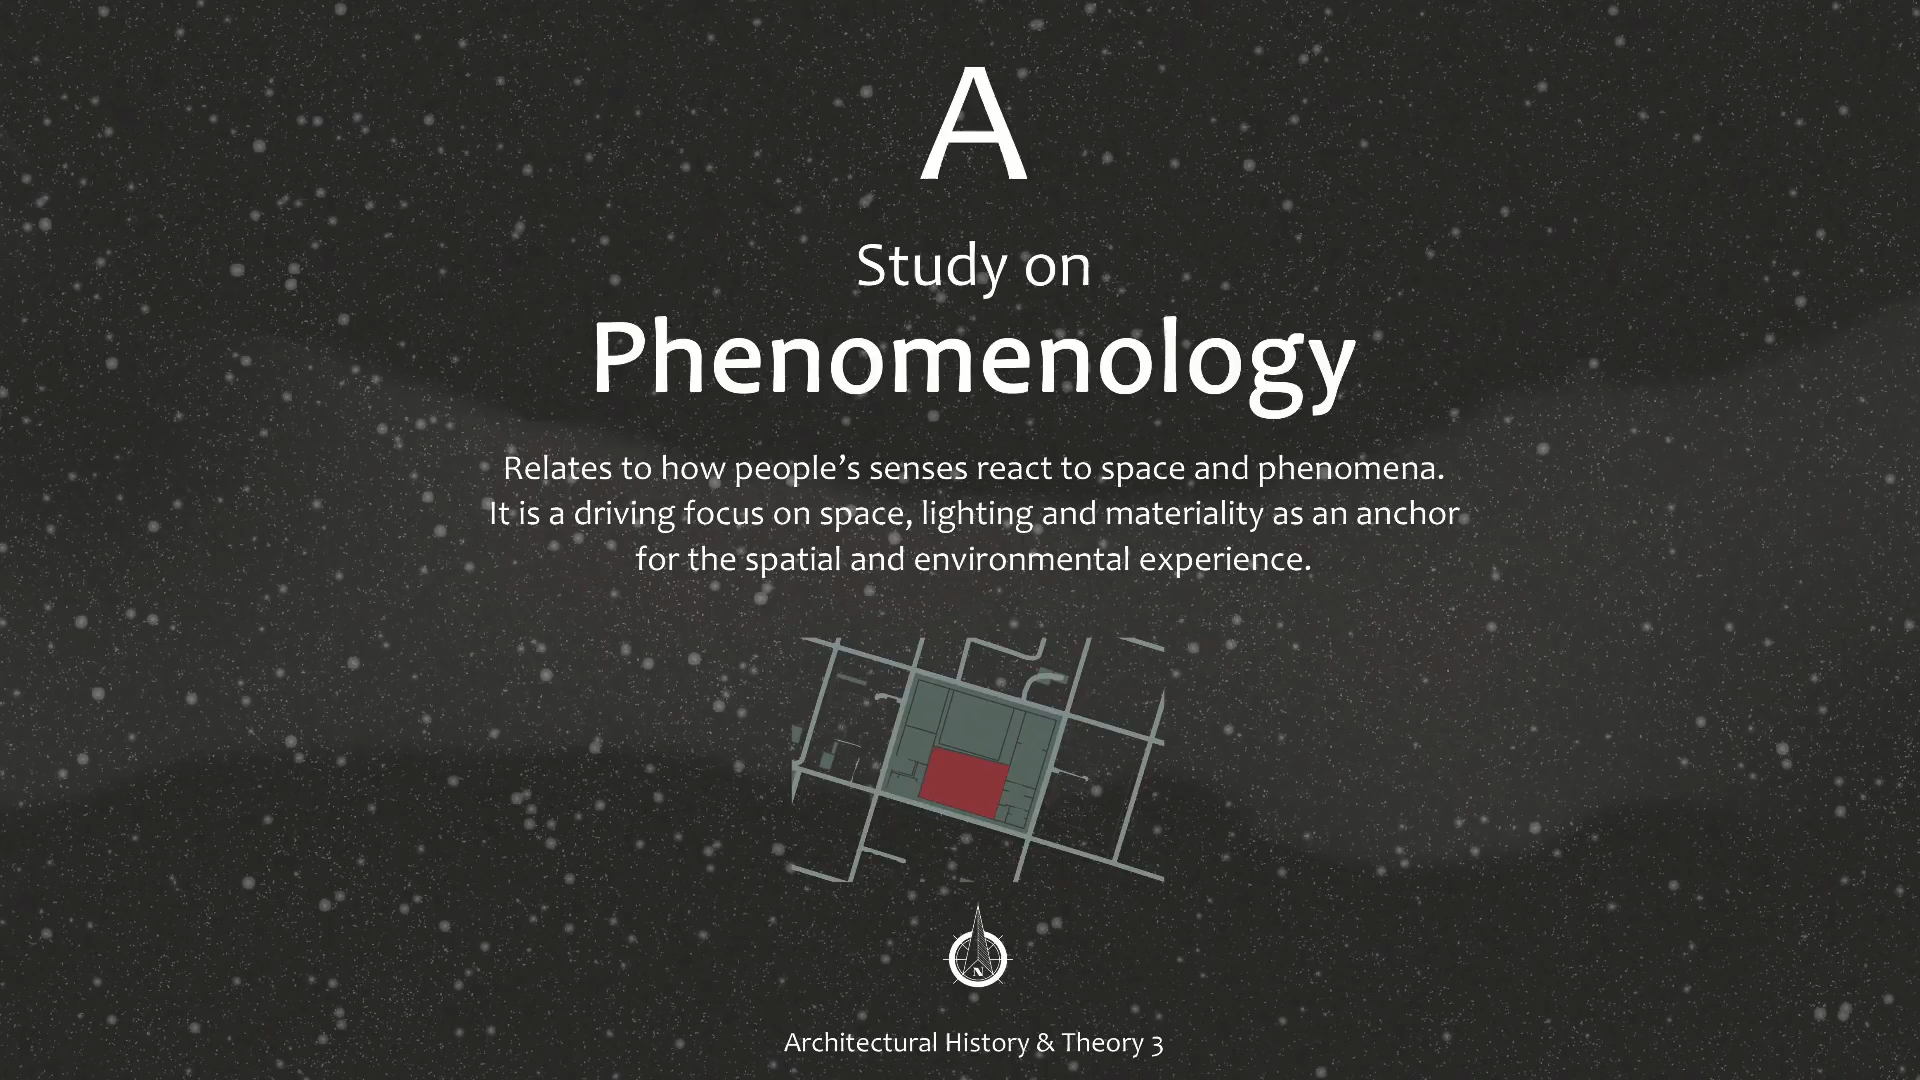 A
Study on
Phenomenology
Relates to how people’s senses react to space and phenomena.
It is a driving focus on space, lighting and materiality as an anchor
for the spatial and environmental experience.
N
Architectural History & Theory 3